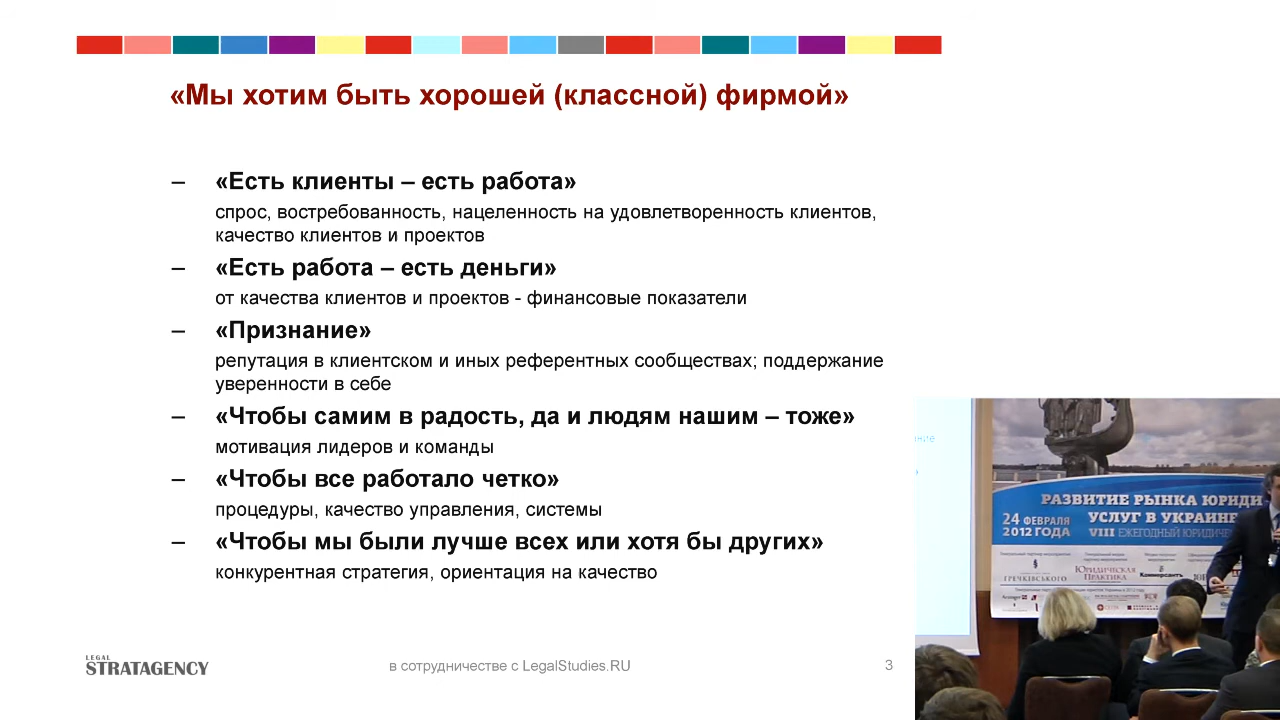 «Мы хотим быть хорошей (классной) фирмой»
– «Есть клиенты – есть работа»
спрос, востребованность, нацеленность на удовлетворенность клиентов,
качество клиентов и проектов
– «Есть работа – есть деньги»
от качества клиентов и проектов - финансовые показатели
– «Признание»
репутация в клиентском и иных референтных сообществах; поддержание
уверенности в себе
– «Чтобы самим в радость, да и людям нашим – тоже»
мотивация лидеров и команды
– «Чтобы все работало четко»
процедуры, качество управления, системы
– «Чтобы мы были лучше всех или хотя бы других»
конкурентная стратегия, ориентация на качество
LEGAL
STRATAGENCY
в сотрудничестве с LegalStudies.RU
3
РАЗВИТИЕ РЫНКА ЮРИДИ
24 ФЕВРАЛЯ
2012 ГОДА
УСЛУГ В УКРАИНЕ
VIII ЕЖЕГОДНЫЙ ЮРИДИЧЕС
ГРЕЧКІВСЬКОГО
ЮРИДИЧЕСКАЯ
ПРАКТИКА
Коммерсантъ